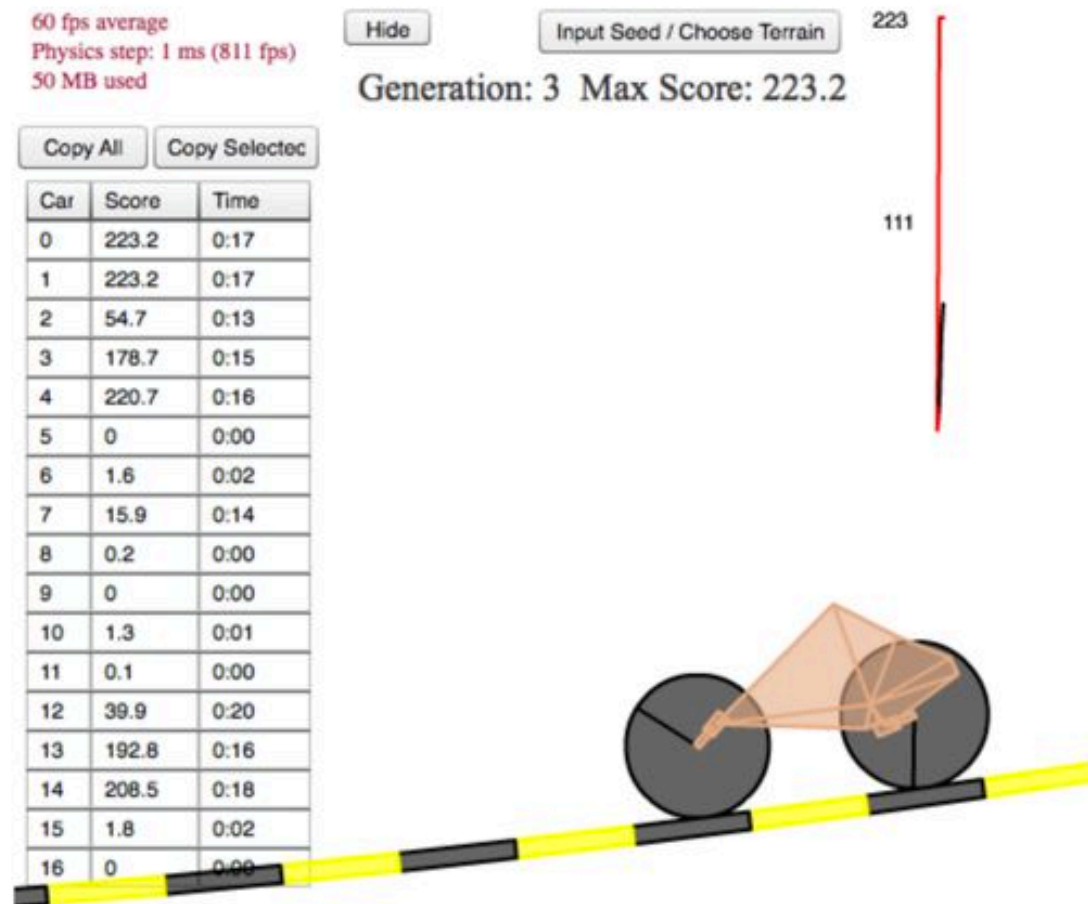 60 fps average
Physics step: 1 ms (811 fps)
50 MB used
Hide
Input Seed / Choose Terrain
Generation: 3 Max Score: 223.2
223
111
Copy All
Copy Selectec
Car Score Time
0 223.2 0:17
1 223.2 0:17
2 54.7 0:13
3 178.7 0:15
4 220.7 0:16
5 0 0:00
6 1.6 0:02
7 15.9 0:14
8 0.2 0:00
9 0 0:00
10 1.3 0:01
11 0.1 0:00
12 39.9 0:20
13 192.8 0:16
14 208.5 0:18
15 1.8 0:02
16 0 0:00